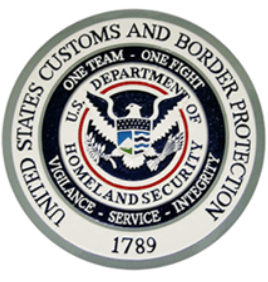 UNITED STATES CUSTOMS AND BORDER PROTECTION
ONE TEAM - ONE FIGHT
U.S. DEPARTMENT OF
HOMELAND SECURITY
VIGILANCE - SERVICE - INTEGRITY
1789